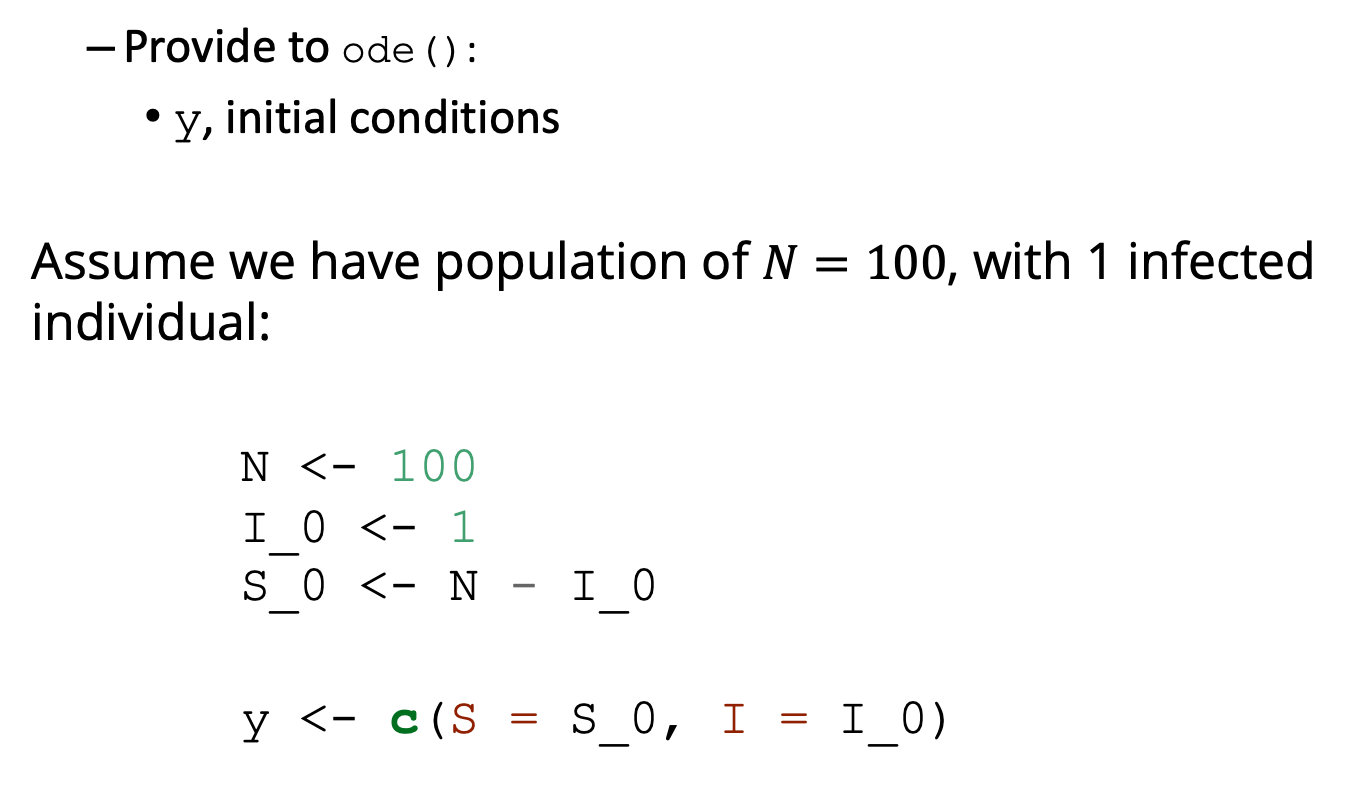 – Provide to ode():
• y, initial conditions
Assume we have population of N = 100, with 1 infected
individual:
N <- 100
I_0 <- 1
S_0 <- N - I_0
y <- c(S = S_0, I = I_0)